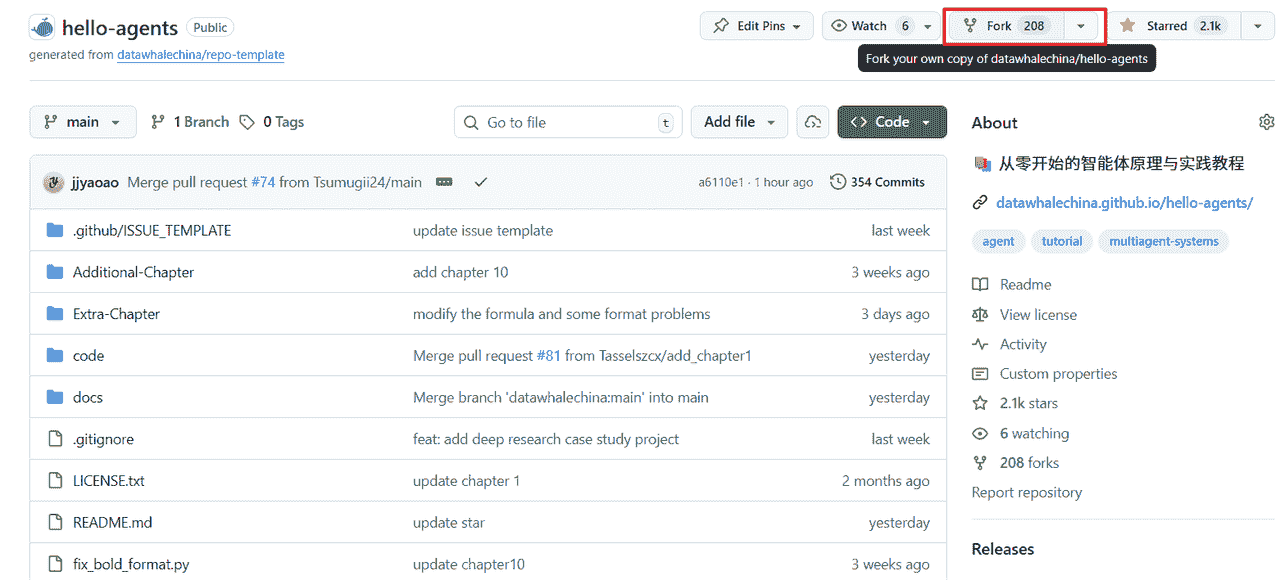 hello-agents Public Edit Pins Watch 6 Fork 208 Starred 2.1k
generated from datawhalechina/repo-template
Fork your own copy of datawhalechina/hello-agents
main 1 Branch 0 Tags Go to file t Add file Code
About
从零开始的智能体原理与实践教程
datawhalechina.github.io/hello-agents/
agent tutorial multiagent-systems
Readme
View license
Activity
Custom properties
2.1k stars
6 watching
208 forks
Report repository
Releases
jjyaoao Merge pull request #74 from Tsumugii24/main a6110e1 · 1 hour ago 354 Commits
.github/ISSUE_TEMPLATE update issue template last week
Additional-Chapter add chapter 10 3 weeks ago
Extra-Chapter modify the formula and some format problems 3 days ago
code Merge pull request #81 from Tasselszcx/add_chapter1 yesterday
docs Merge branch 'datawhalechina:main' into main yesterday
.gitignore feat: add deep research case study project last week
LICENSE.txt update chapter 1 2 months ago
README.md update star yesterday
fix_bold_format.py update chapter10 3 weeks ago